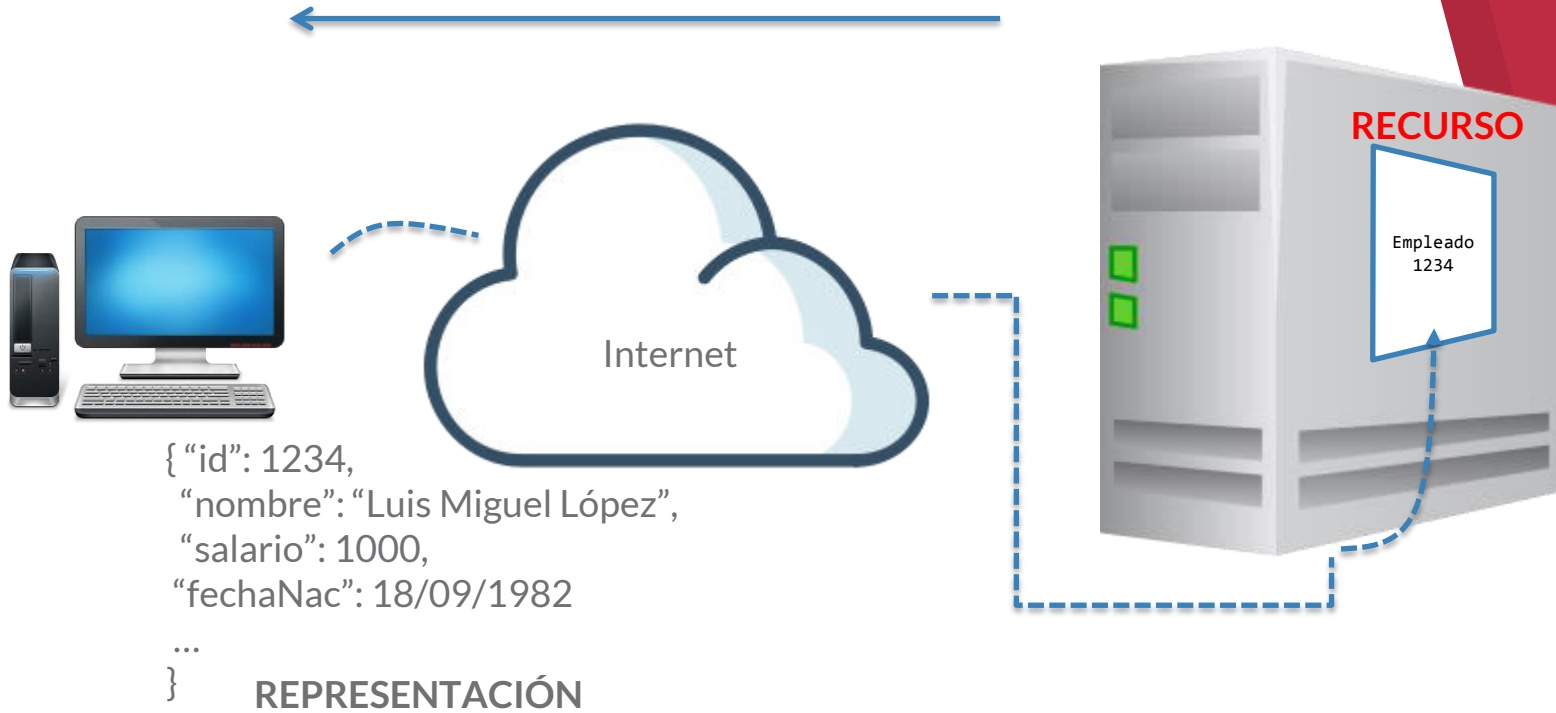 RECURSO
Empleado
1234
Internet
{ “id”: 1234,
“nombre”: “Luis Miguel López”,
“salario”: 1000,
“fechaNac”: 18/09/1982
...
}
REPRESENTACIÓN